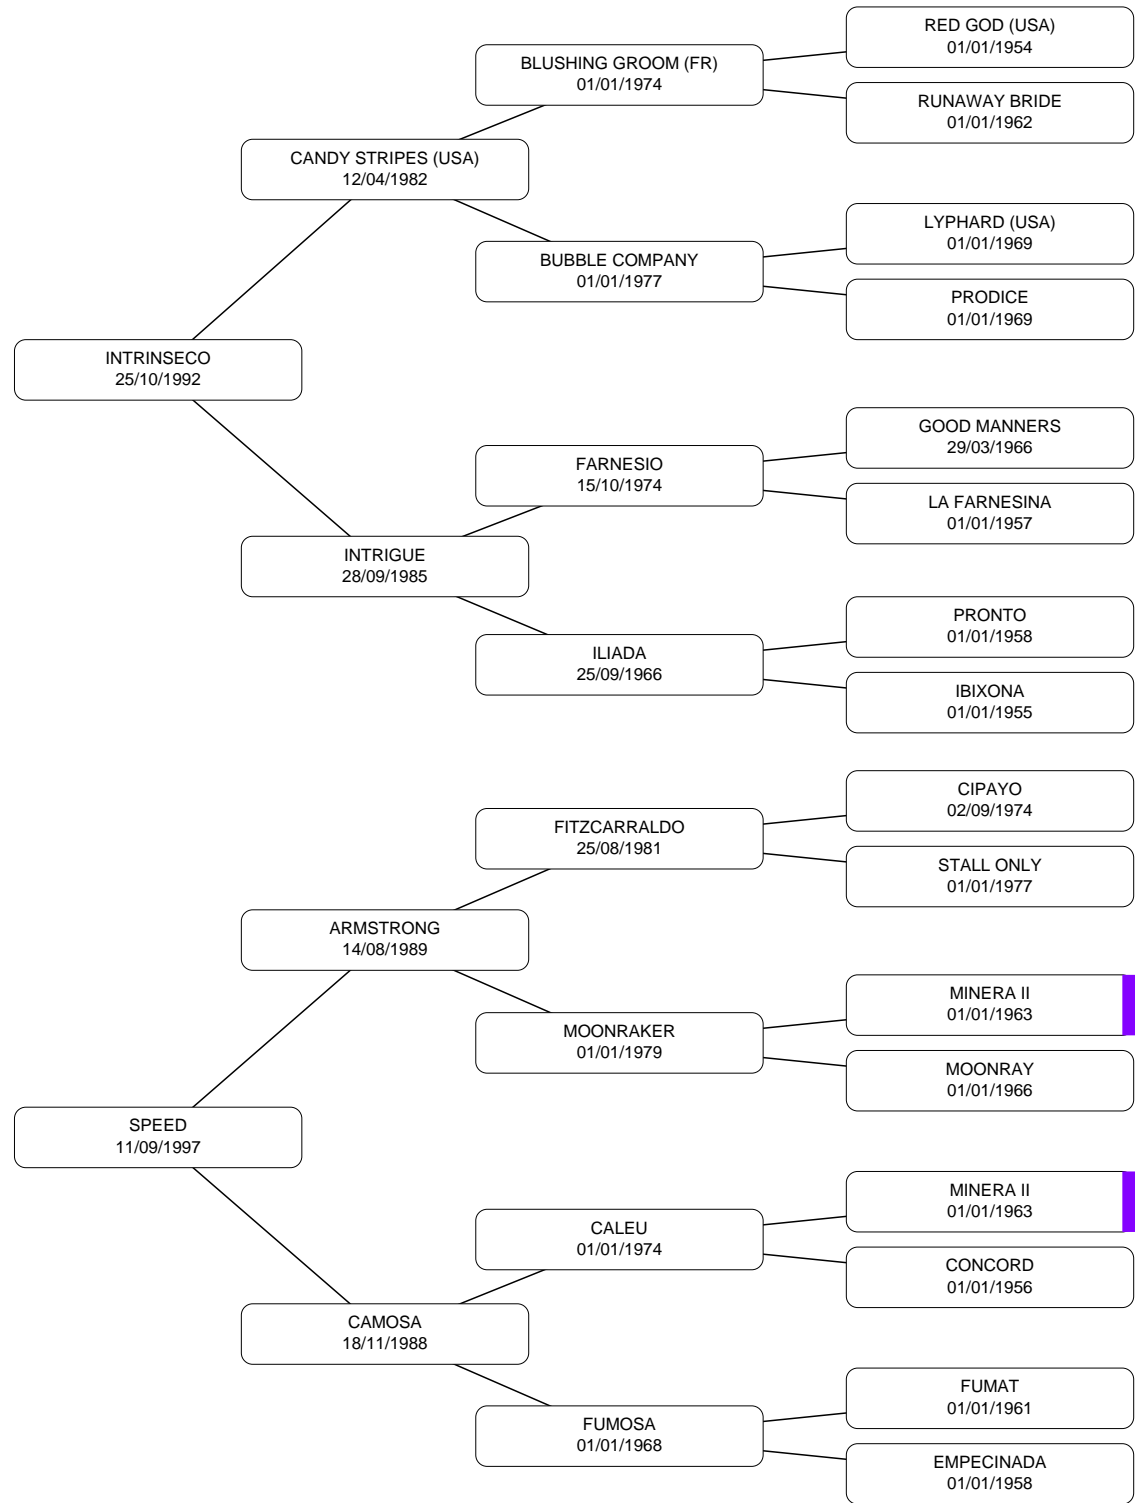 RED GOD (USA)
01/01/1954
BLUSHING GROOM (FR)
01/01/1974
RUNAWAY BRIDE
01/01/1962
CANDY STRIPES (USA)
12/04/1982
LYPHARD (USA)
01/01/1969
BUBBLE COMPANY
01/01/1977
PRODICE
01/01/1969
INTRINSECO
25/10/1992
GOOD MANNERS
29/03/1966
FARNESIO
15/10/1974
LA FARNESINA
01/01/1957
INTRIGUE
28/09/1985
PRONTO
01/01/1958
ILIADA
25/09/1966
IBIXONA
01/01/1955
CIPAYO
02/09/1974
FITZCARRALDO
25/08/1981
STALL ONLY
01/01/1977
ARMSTRONG
14/08/1989
MINERA II
01/01/1963
MOONRAKER
01/01/1979
MOONRAY
01/01/1966
SPEED
11/09/1997
MINERA II
01/01/1963
CALEU
01/01/1974
CONCORD
01/01/1956
CAMOSA
18/11/1988
FUMAT
01/01/1961
FUMOSA
01/01/1968
EMPECINADA
01/01/1958